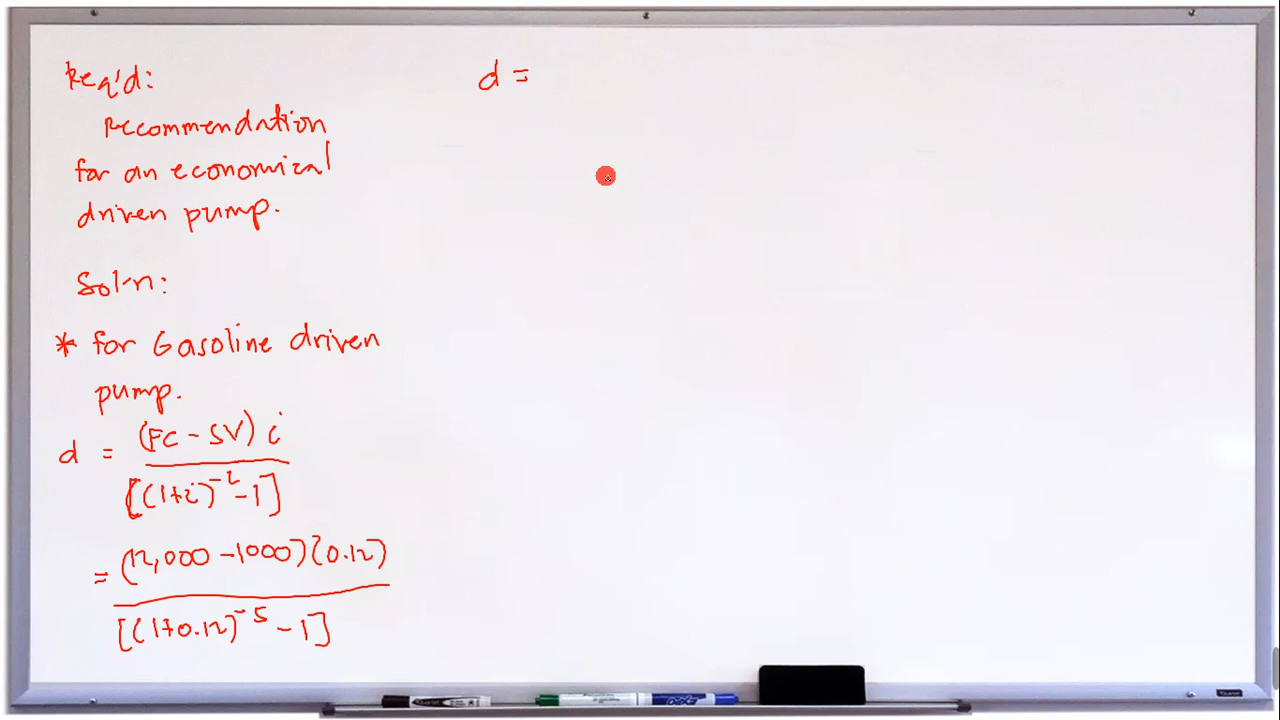 Req'd:
Recommendation
for an economical
driven pump.
Sol'n:
* for Gasoline driven
pump.
d = (FC - SV) i
[(1+i)^-L - 1]
= (12,000 - 1000)(0.12)
[(1+0.12)^-5 - 1]
d =